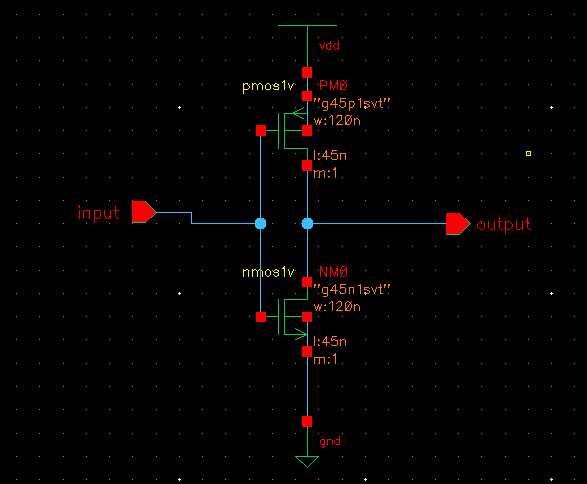 vdd
pmos1v PM0
"g45p1svt"
w:120n
l:45n
m:1
input output
nmos1v NM0
"g45n1svt"
w:120n
l:45n
m:1
gnd